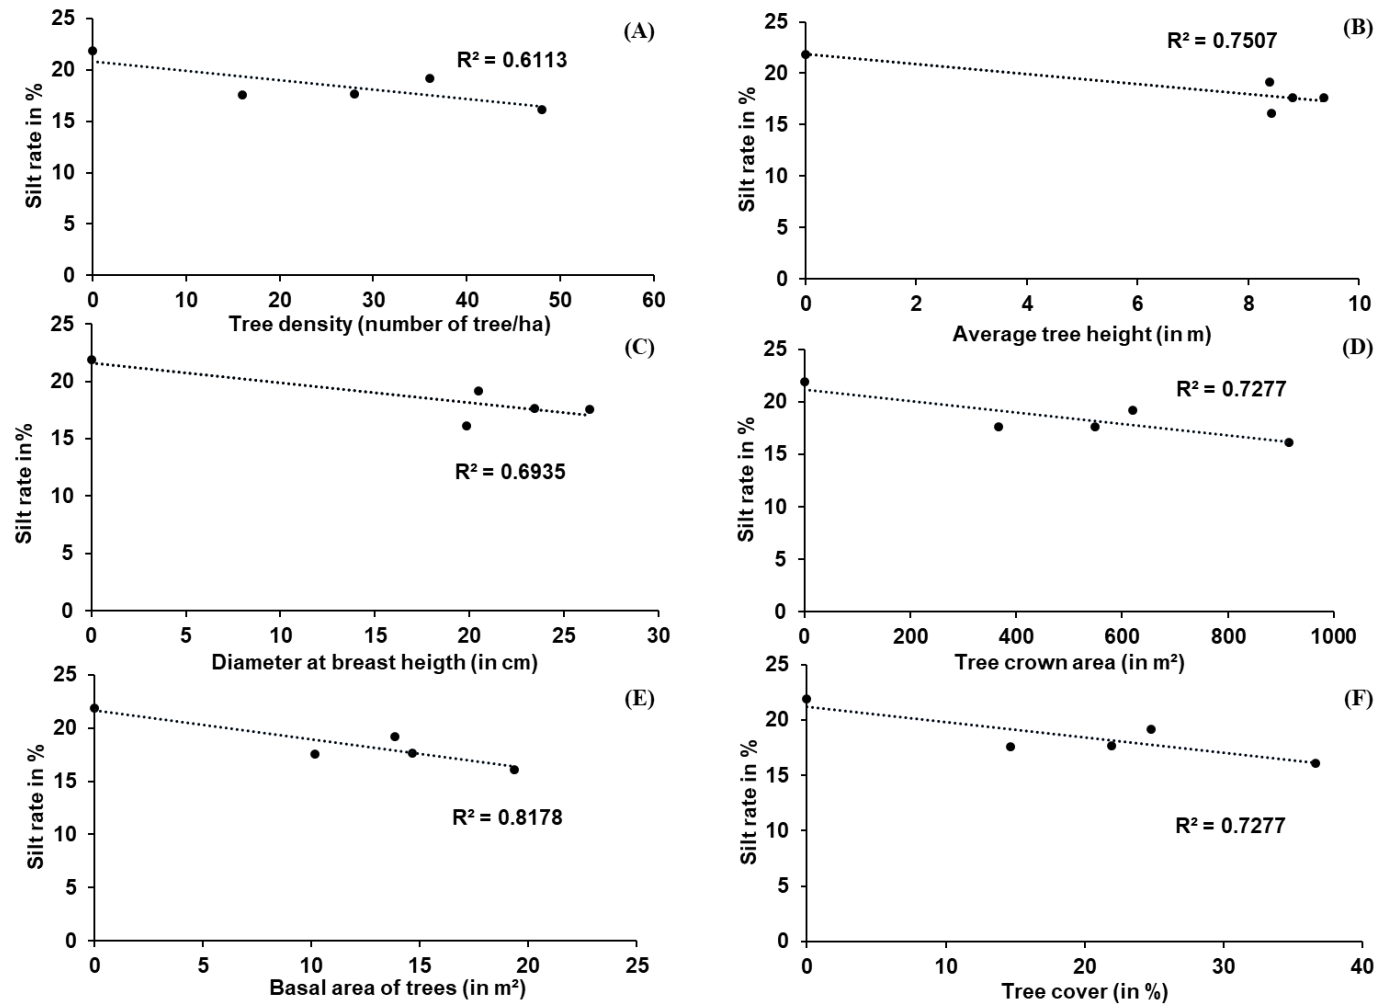 25
20
15
10
5
0
Silt rate in %
R² = 0.6113
(A)
0 10 20 30 40 50 60
Tree density (number of tree/ha)
25
20
15
10
5
0
Silt rate in %
R² = 0.7507
(B)
0 2 4 6 8 10
Average tree height (in m)
25
20
15
10
5
0
Silt rate in%
(C)
R² = 0.6935
0 5 10 15 20 25 30
Diameter at breast heigth (in cm)
25
20
15
10
5
0
Silt rate in %
(D)
R² = 0.7277
0 200 400 600 800 1000
Tree crown area (in m²)
25
20
15
10
5
0
Silt rate in %
(E)
R² = 0.8178
0 5 10 15 20 25
Basal area of trees (in m²)
25
20
15
10
5
0
Silt rate in %
(F)
R² = 0.7277
0 10 20 30 40
Tree cover (in %)